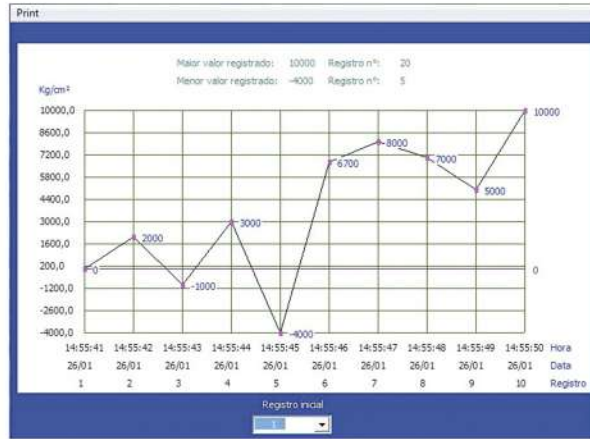 Print
Maior valor registrado: 10000 Registro nº: 20
Menor valor registrado: -4000 Registro nº: 5
Kg/cm²
10000,0
8600,0
7200,0
5800,0
4400,0
3000,0
1600,0
200,0
-1200,0
-2600,0
-4000,0
0
2000
-1000
3000
-4000
6700
8000
7000
5000
10000
0
14:55:41 14:55:42 14:55:43 14:55:44 14:55:45 14:55:46 14:55:47 14:55:48 14:55:49 14:55:50 Hora
26/01 26/01 26/01 26/01 26/01 26/01 26/01 26/01 26/01 26/01 Data
1 2 3 4 5 6 7 8 9 10 Registro
Registro inicial
1